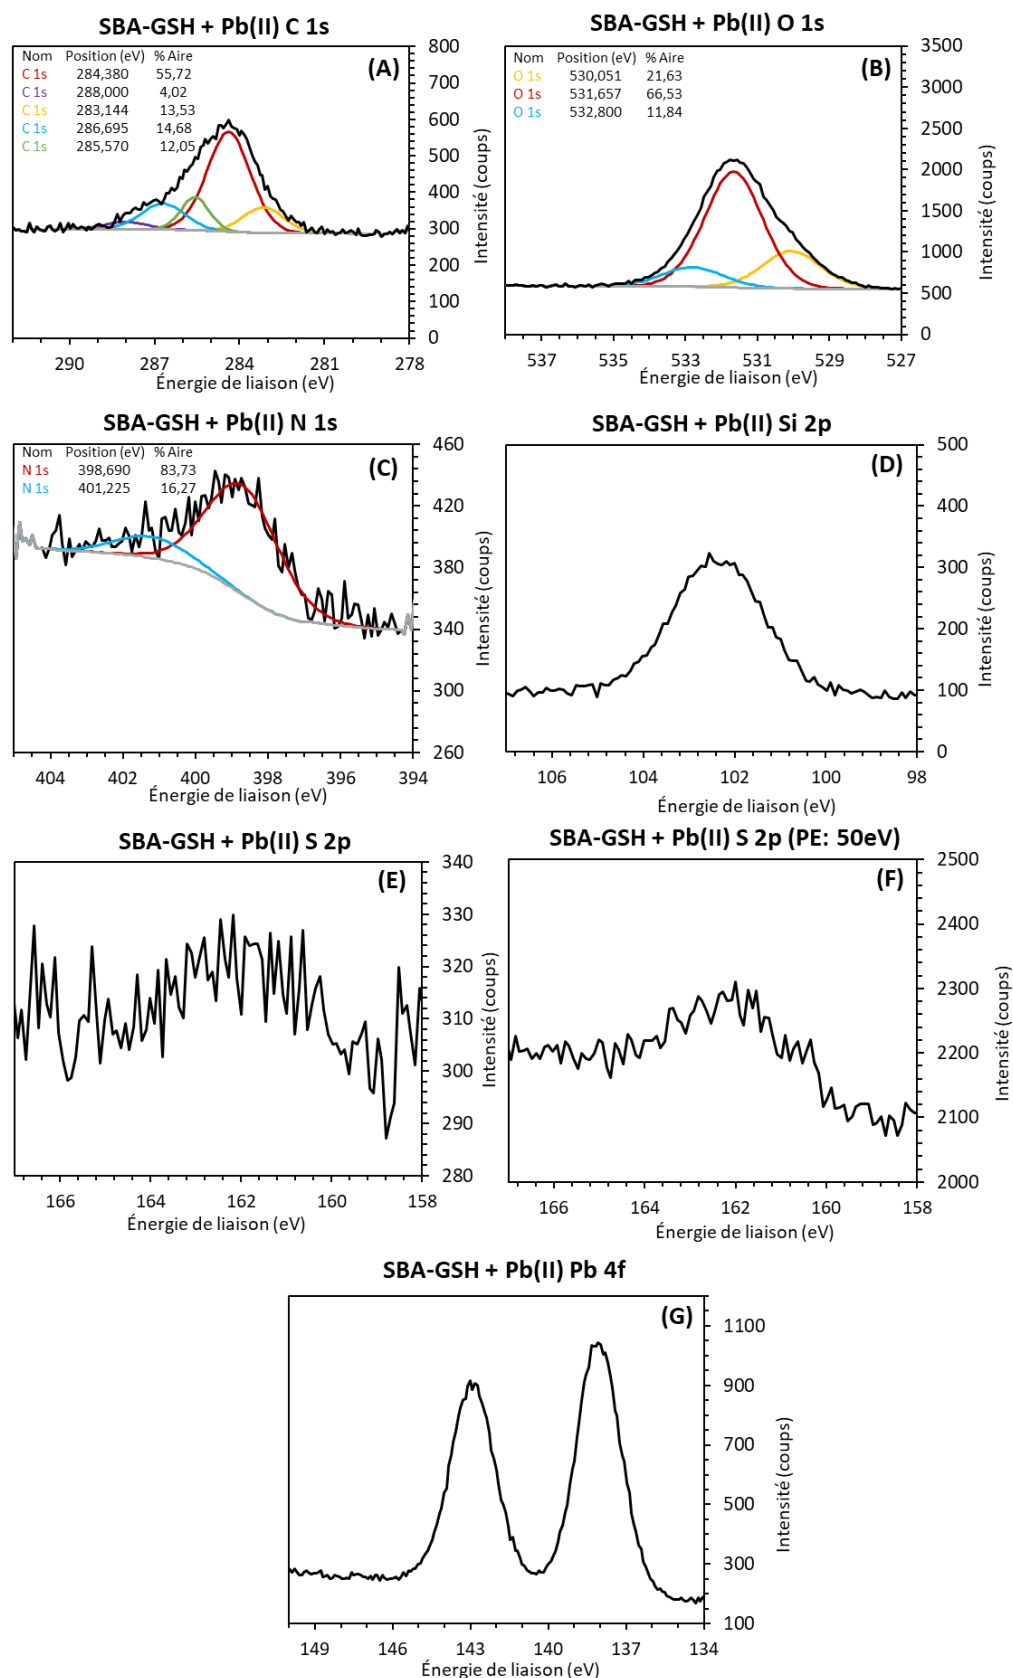 SBA-GSH + Pb(II) C 1s
(A)
Nom Position (eV) % Aire
C 1s 284,380 55,72
C 1s 288,000 4,02
C 1s 283,144 13,53
C 1s 286,695 14,68
C 1s 285,570 12,05
800
700
600
500
400
300
200
100
0
Intensité (coups)
290 287 284 281 278
Énergie de liaison (eV)
SBA-GSH + Pb(II) O 1s
(B)
Nom Position (eV) % Aire
O 1s 530,051 21,63
O 1s 531,657 66,53
O 1s 532,800 11,84
3500
3000
2500
2000
1500
1000
500
0
Intensité (coups)
537 535 533 531 529 527
Énergie de liaison (eV)
SBA-GSH + Pb(II) N 1s
(C)
Nom Position (eV) % Aire
N 1s 398,690 83,73
N 1s 401,225 16,27
460
420
380
340
300
260
Intensité (coups)
404 402 400 398 396 394
Énergie de liaison (eV)
SBA-GSH + Pb(II) Si 2p
(D)
500
400
300
200
100
0
Intensité (coups)
106 104 102 100 98
Énergie de liaison (eV)
SBA-GSH + Pb(II) S 2p
(E)
340
330
320
310
300
290
280
Intensité (coups)
166 164 162 160 158
Énergie de liaison (eV)
SBA-GSH + Pb(II) S 2p (PE: 50eV)
(F)
2500
2400
2300
2200
2100
2000
Intensité (coups)
166 164 162 160 158
Énergie de liaison (eV)
SBA-GSH + Pb(II) Pb 4f
(G)
1100
900
700
500
300
100
Intensité (coups)
149 146 143 140 137 134
Énergie de liaison (eV)